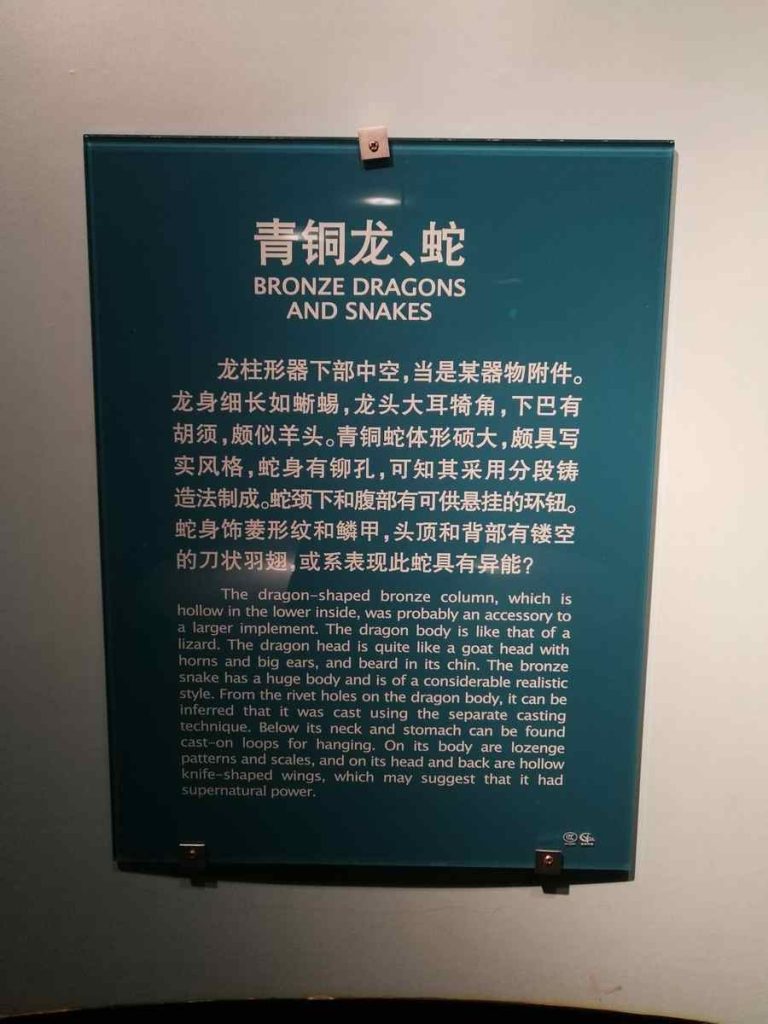 青铜龙、蛇
BRONZE DRAGONS
AND SNAKES
龙柱形器下部中空，当是某器物附件。
龙身细长如蜥蜴，龙头大耳犄角，下巴有
胡须，颇似羊头。青铜蛇体形硕大，颇具写
实风格，蛇身有铆孔，可知其采用分段铸
造法制成。蛇颈下和腹部有可供悬挂的环钮。
蛇身饰菱形纹和鳞甲，头顶和背部有镂空
的刀状羽翅，或系表现此蛇具有异能？
The dragon-shaped bronze column, which is
hollow in the lower inside, was probably an accessory to
a larger implement. The dragon body is like that of a
lizard. The dragon head is quite like a goat head with
horns and big ears, and beard in its chin. The bronze
snake has a huge body and is of a considerable realistic
style. From the rivet holes on the dragon body, it can be
inferred that it was cast using the separate casting
technique. Below its neck and stomach can be found
cast-on loops for hanging. On its body are lozenge
patterns and scales, and on its head and back are hollow
knife-shaped wings, which may suggest that it had
supernatural power.